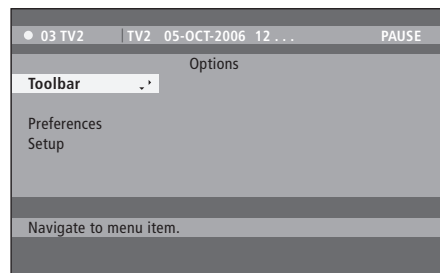 03 TV2 TV2 05-OCT-2006 12 . . . PAUSE
Options
Toolbar
Preferences
Setup
Navigate to menu item.